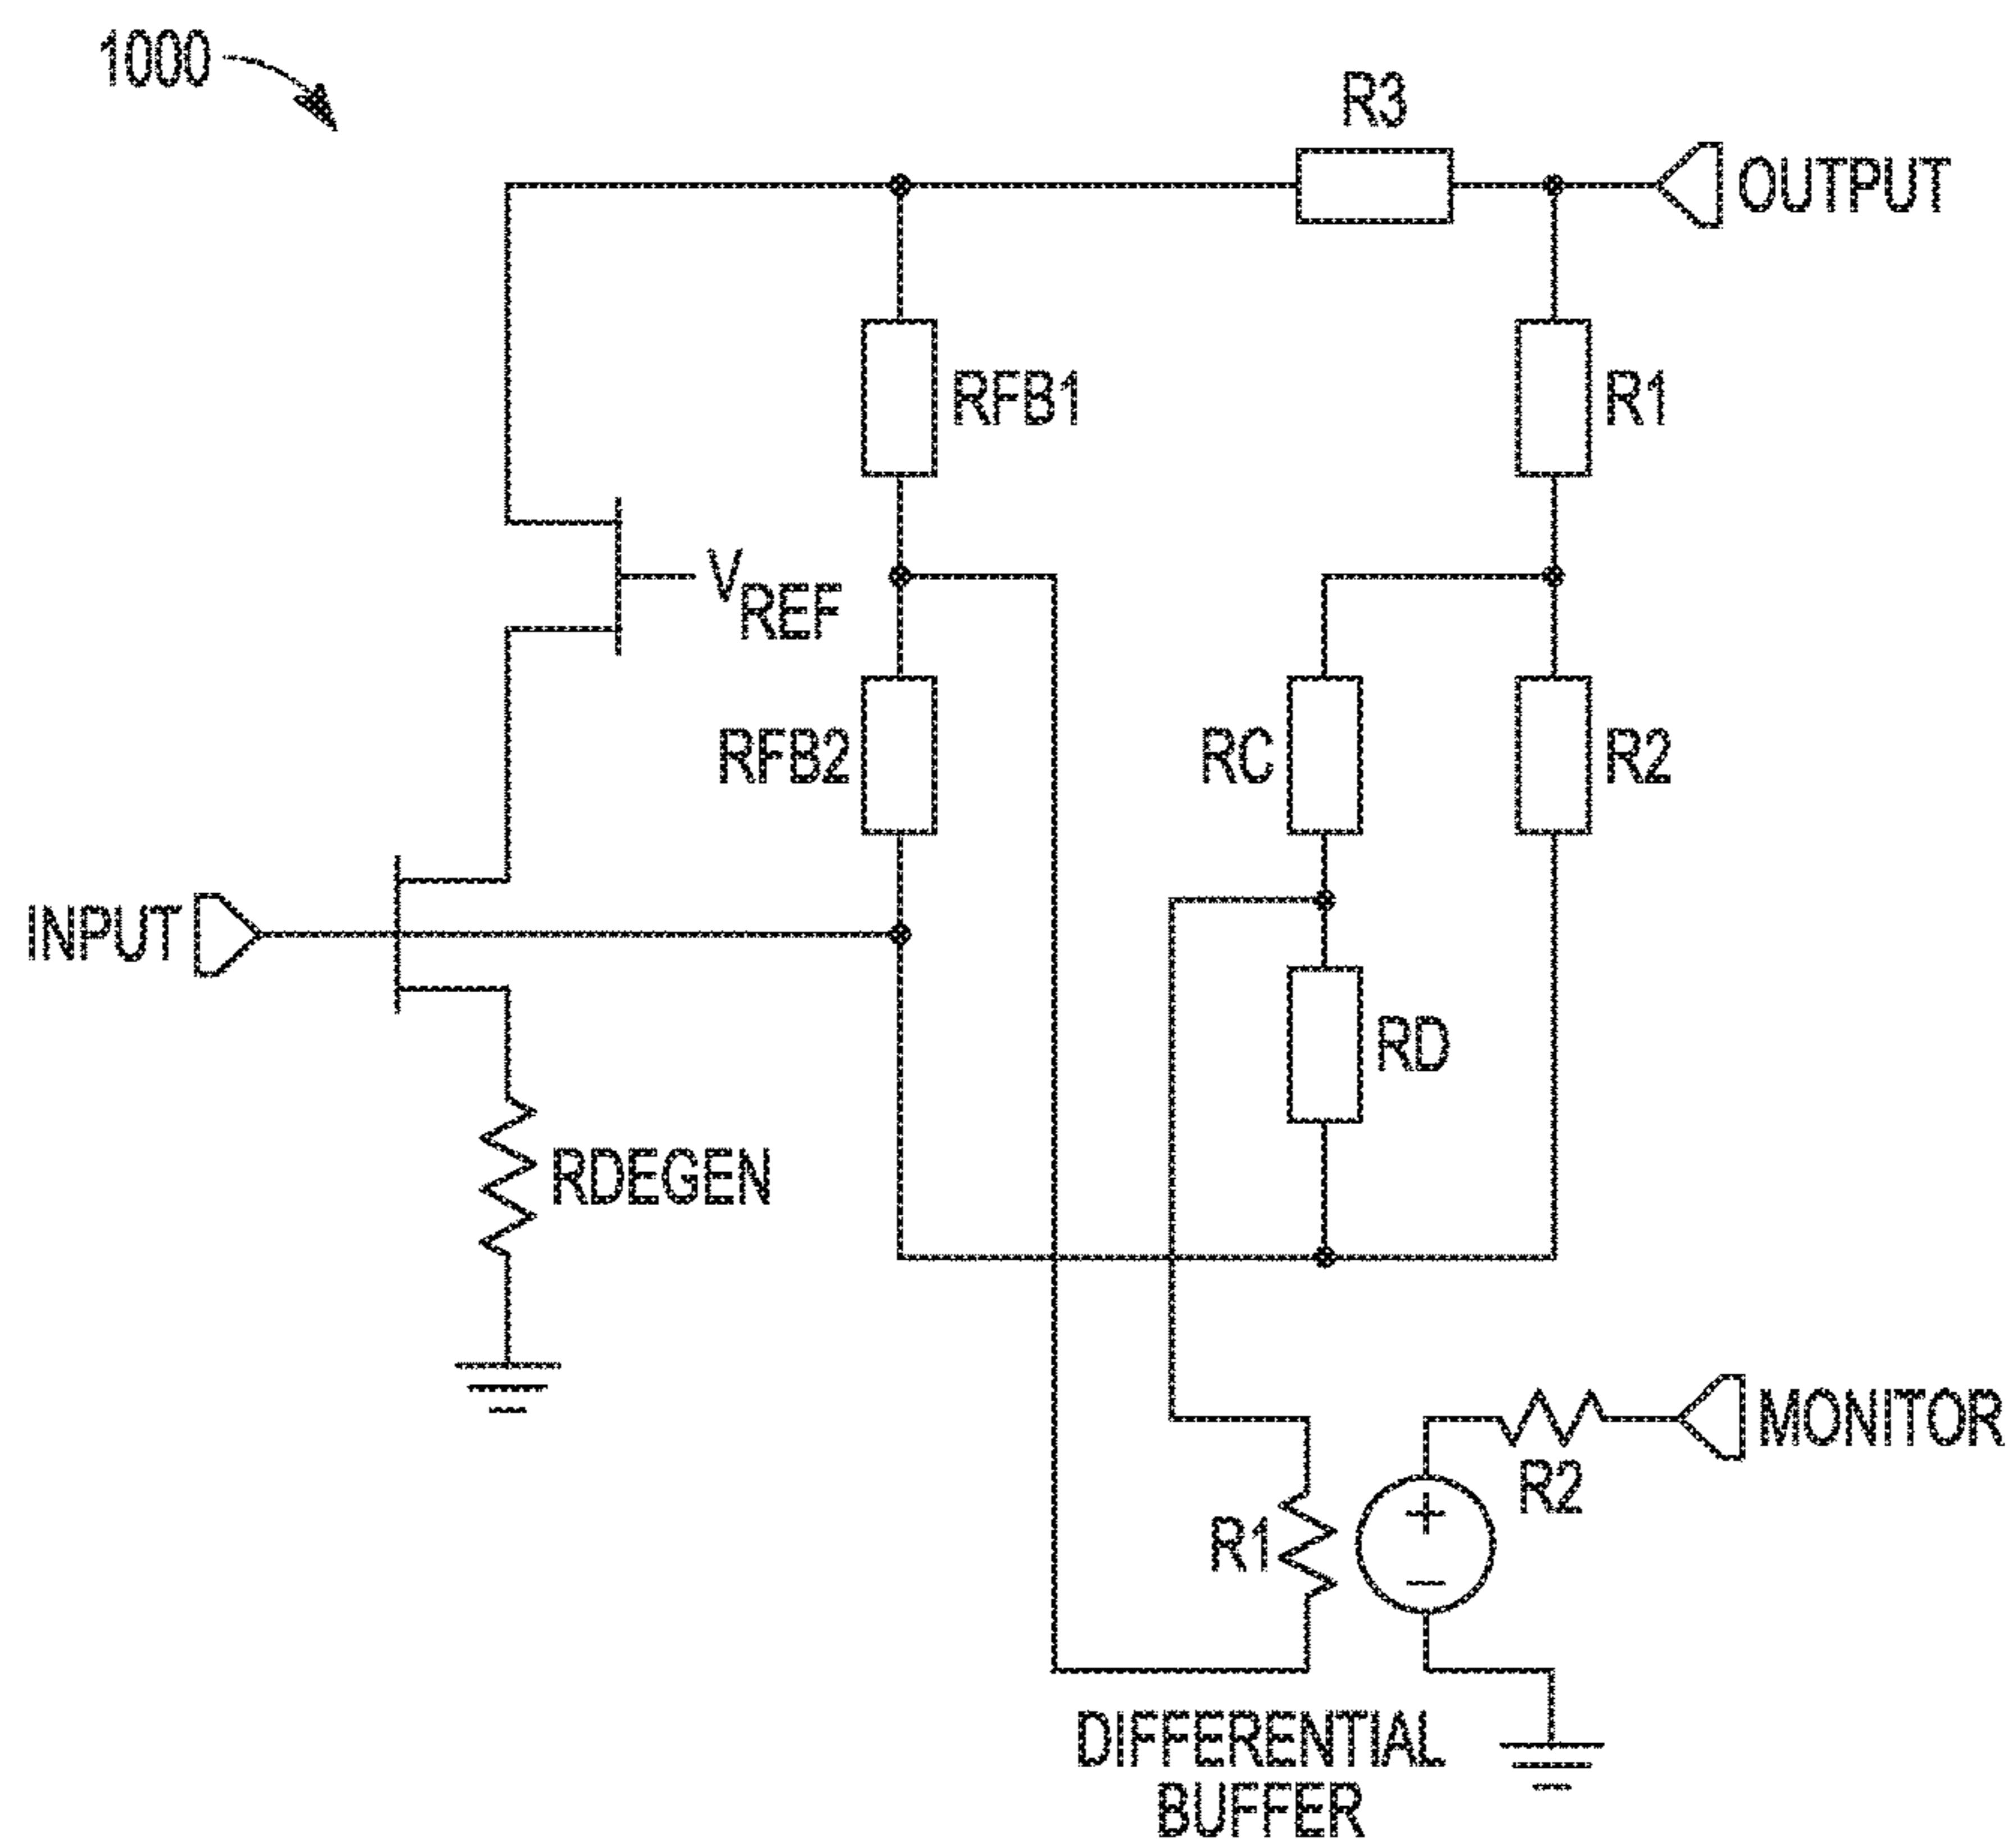 1000
R3
OUTPUT
RFB1
R1
VREF
RFB2
RC
R2
INPUT
RD
RDEGEN
MONITOR
R2
R1
+
−
DIFFERENTIAL
BUFFER